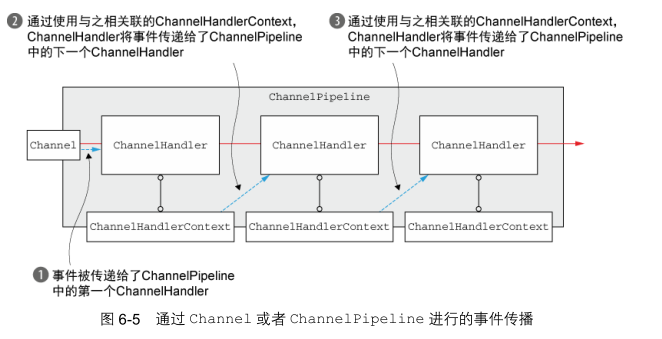 2 通过使用与之相关联的ChannelHandlerContext，
ChannelHandler将事件传递给了ChannelPipeline
中的下一个ChannelHandler
3 通过使用与之相关联的ChannelHandlerContext，
ChannelHandler将事件传递给了ChannelPipeline
中的下一个ChannelHandler
ChannelPipeline
Channel
ChannelHandler
ChannelHandler
ChannelHandler
ChannelHandlerContext
ChannelHandlerContext
ChannelHandlerContext
1 事件被传递给了ChannelPipeline
中的第一个ChannelHandler
图 6-5 通过 Channel 或者 ChannelPipeline 进行的事件传播